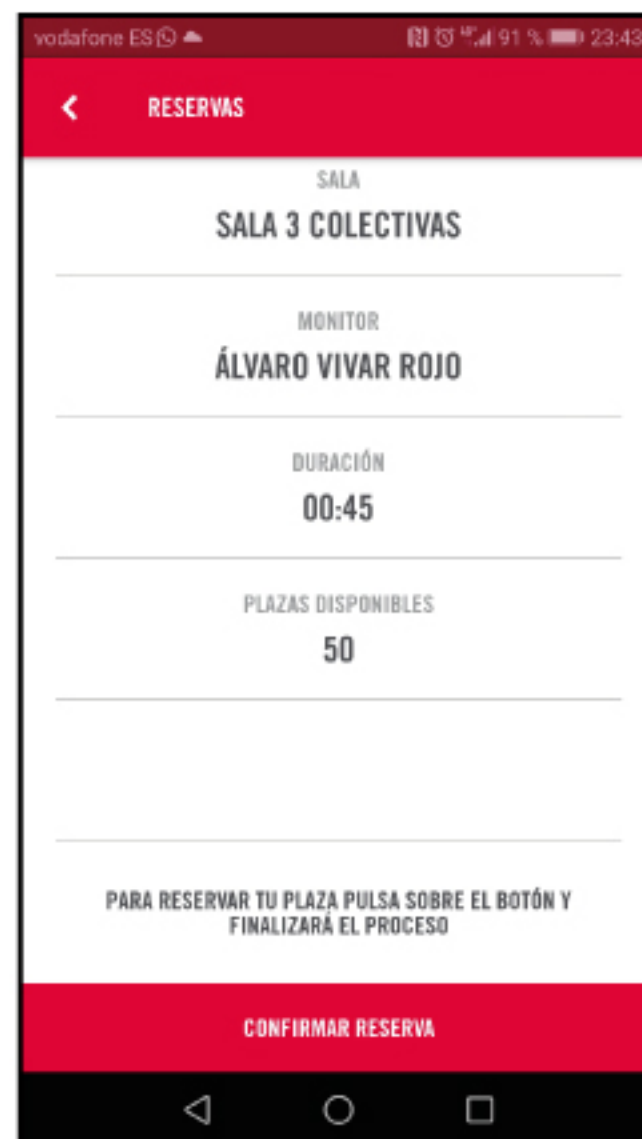 vodafone ES
91 % 23:43
RESERVAS
SALA
SALA 3 COLECTIVAS
MONITOR
ÁLVARO VIVAR ROJO
DURACIÓN
00:45
PLAZAS DISPONIBLES
50
PARA RESERVAR TU PLAZA PULSA SOBRE EL BOTÓN Y
FINALIZARÁ EL PROCESO
CONFIRMAR RESERVA